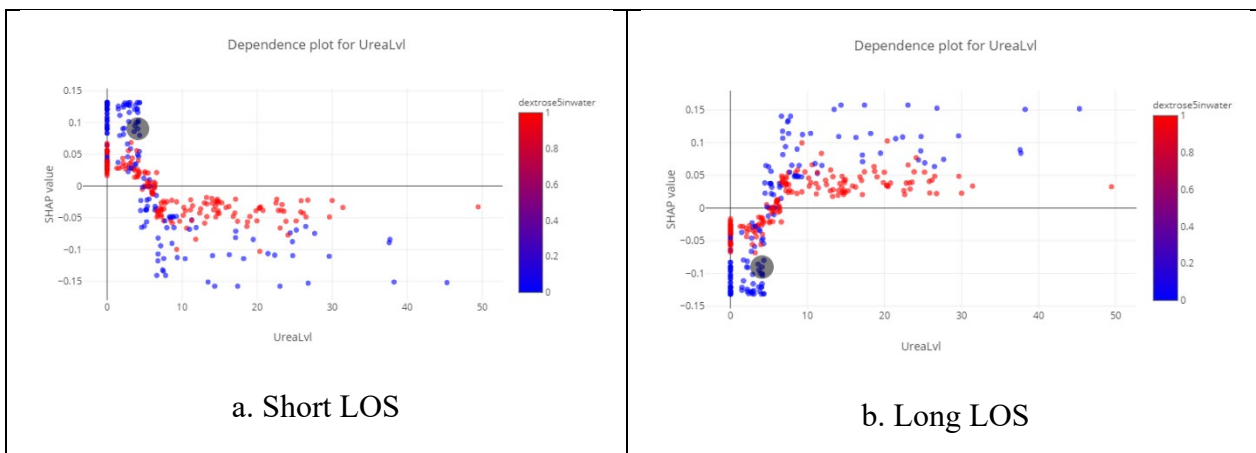 Dependence plot for UreaLvl
SHAP value
0.15
0.1
0.05
0
−0.05
−0.1
−0.15
0 10 20 30 40 50
UreaLvl
dextrose5inwater
1
0.8
0.6
0.4
0.2
0
a. Short LOS
Dependence plot for UreaLvl
SHAP value
0.15
0.1
0.05
0
−0.05
−0.1
−0.15
0 10 20 30 40 50
UreaLvl
dextrose5inwater
1
0.8
0.6
0.4
0.2
0
b. Long LOS